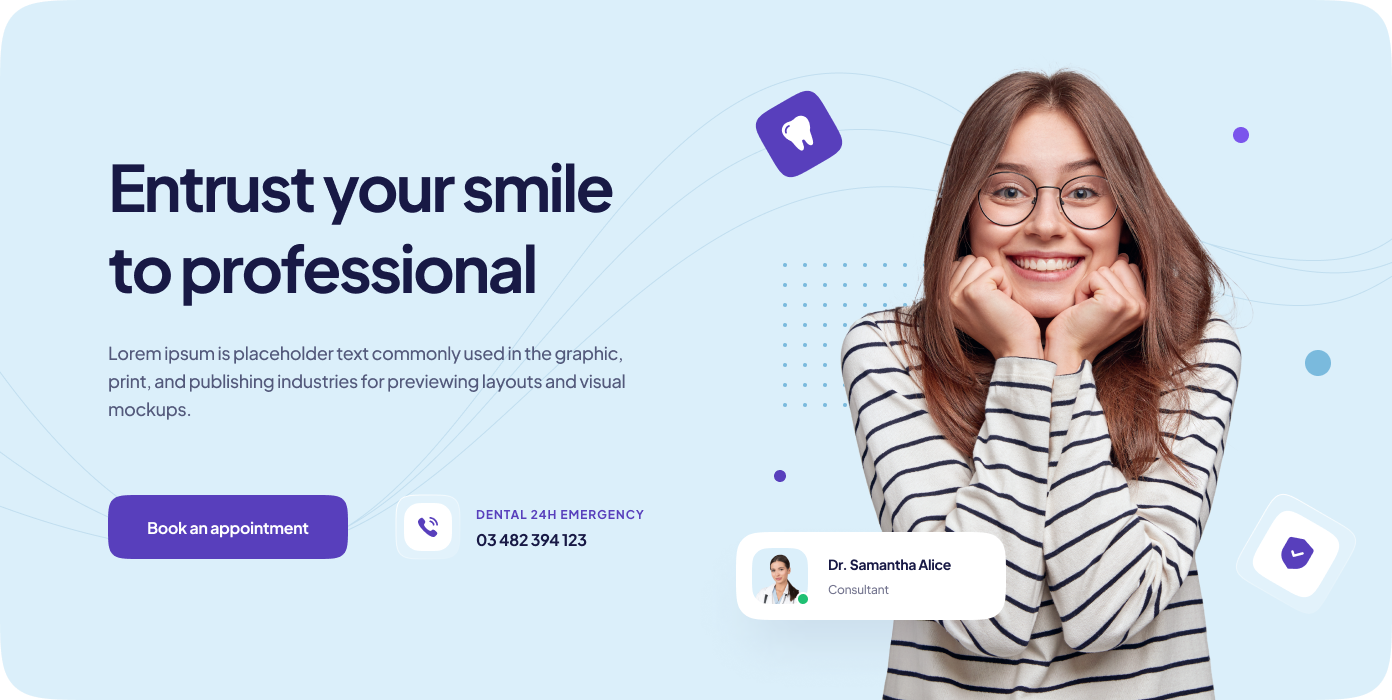 Entrust your smile
to professional
Lorem ipsum is placeholder text commonly used in the graphic,
print, and publishing industries for previewing layouts and visual
mockups.
Book an appointment
DENTAL 24H EMERGENCY
03 482 394 123
Dr. Samantha Alice
Consultant